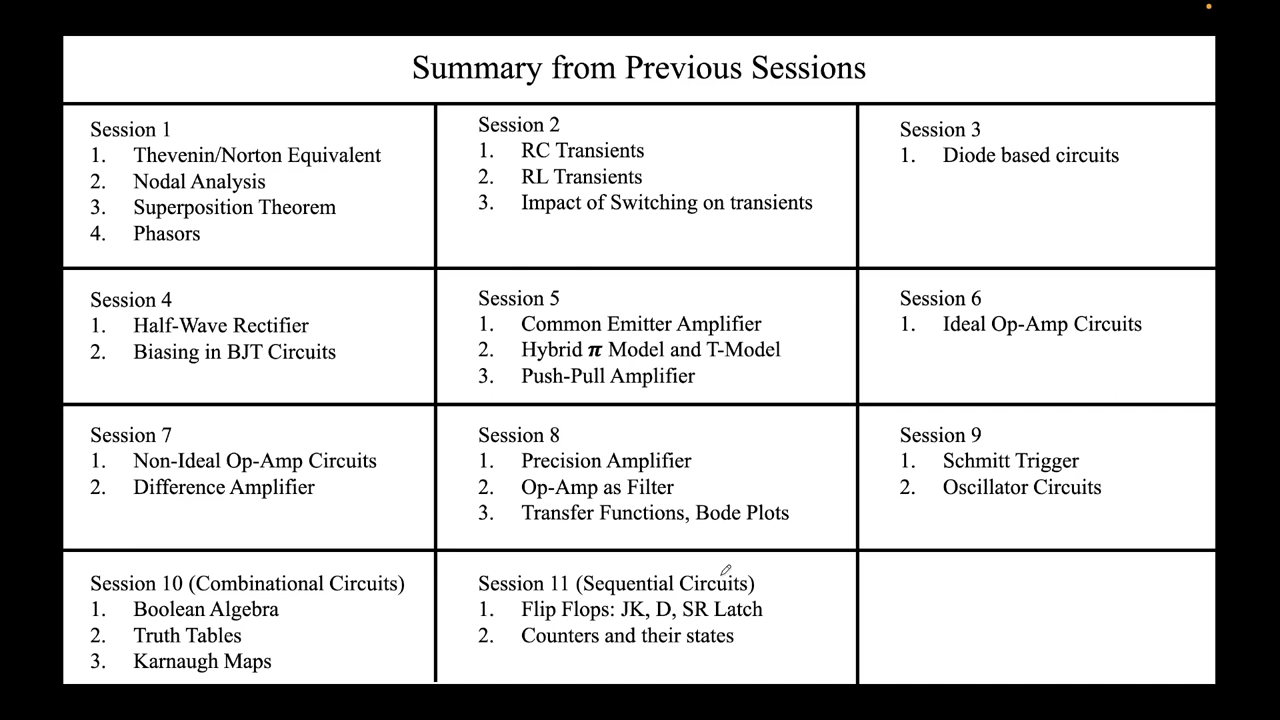 Summary from Previous Sessions
Session 1
1. Thevenin/Norton Equivalent
2. Nodal Analysis
3. Superposition Theorem
4. Phasors
Session 2
1. RC Transients
2. RL Transients
3. Impact of Switching on transients
Session 3
1. Diode based circuits
Session 4
1. Half-Wave Rectifier
2. Biasing in BJT Circuits
Session 5
1. Common Emitter Amplifier
2. Hybrid π Model and T-Model
3. Push-Pull Amplifier
Session 6
1. Ideal Op-Amp Circuits
Session 7
1. Non-Ideal Op-Amp Circuits
2. Difference Amplifier
Session 8
1. Precision Amplifier
2. Op-Amp as Filter
3. Transfer Functions, Bode Plots
Session 9
1. Schmitt Trigger
2. Oscillator Circuits
Session 10 (Combinational Circuits)
1. Boolean Algebra
2. Truth Tables
3. Karnaugh Maps
Session 11 (Sequential Circuits)
1. Flip Flops: JK, D, SR Latch
2. Counters and their states